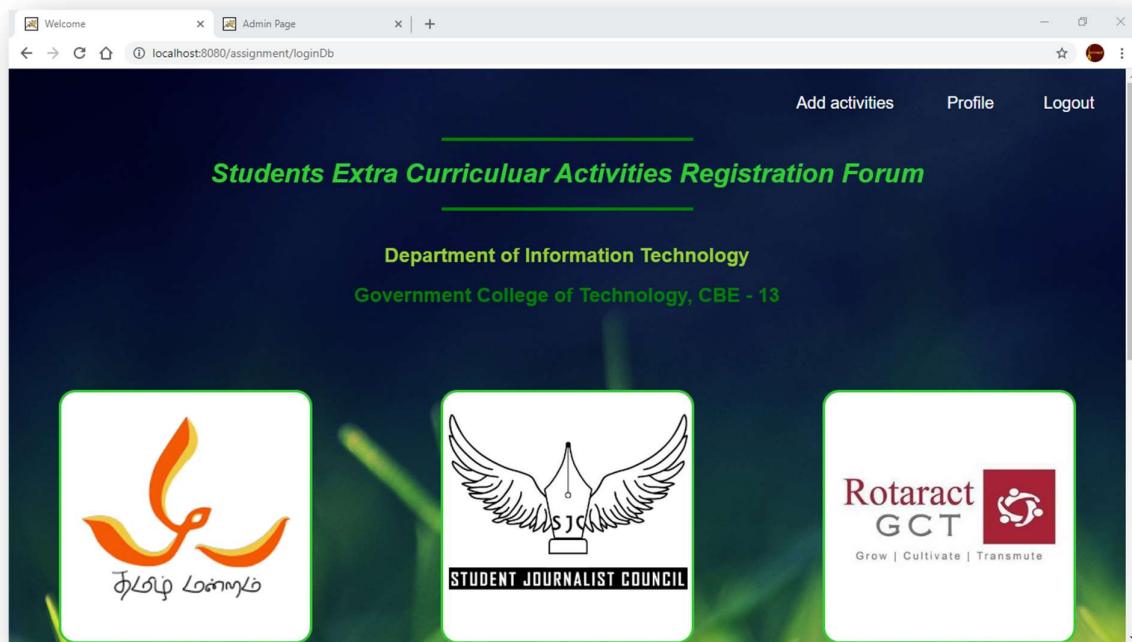 Welcome
Admin Page
localhost:8080/assignment/loginDb
Add activities Profile Logout
Students Extra Curriculuar Activities Registration Forum
Department of Information Technology
Government College of Technology, CBE - 13
தமிழ் மன்றம்
SJC
STUDENT JOURNALIST COUNCIL
Rotaract
GCT
Grow | Cultivate | Transmute